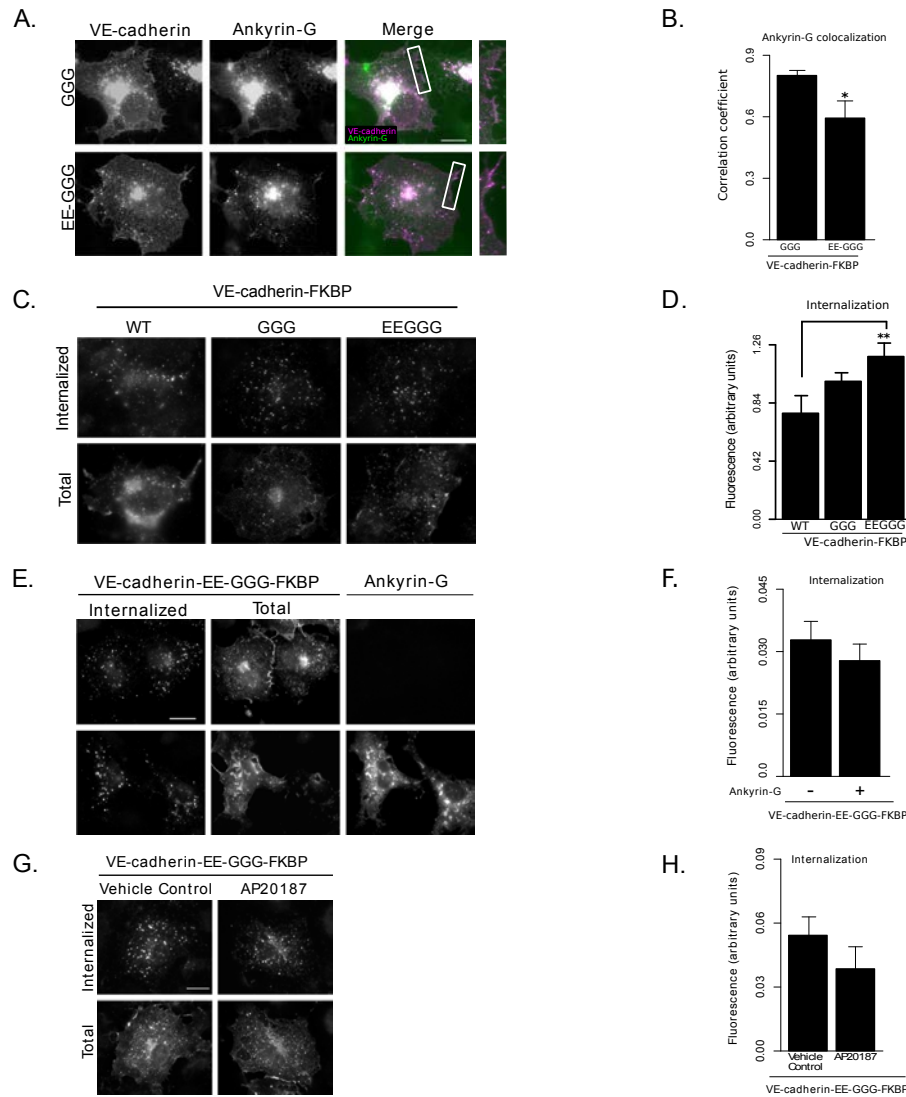 A.
VE-cadherin Ankyrin-G Merge
GGG
EE-GGG
VE-cadherin
Ankyrin-G
B.
Ankyrin-G colocalization
Correlation coefficient
0.9
0.6
0.3
0.0
*
GGG EE-GGG
VE-cadherin-FKBP
C.
VE-cadherin-FKBP
WT GGG EEGGG
Internalized
Total
D.
Internalization
Fluorescence (arbitrary units)
1.26
0.84
0.42
0.00
**
WT GGG EEGGG
VE-cadherin-FKBP
E.
VE-cadherin-EE-GGG-FKBP Ankyrin-G
Internalized Total
F.
Internalization
Fluorescence (arbitrary units)
0.045
0.030
0.015
0.0
Ankyrin-G - +
VE-cadherin-EE-GGG-FKBP
G.
VE-cadherin-EE-GGG-FKBP
Vehicle Control AP20187
Internalized
Total
H.
Internalization
Fluorescence (arbitrary units)
0.09
0.06
0.03
0.00
Vehicle AP20187
Control
VE-cadherin-EE-GGG-FKBP